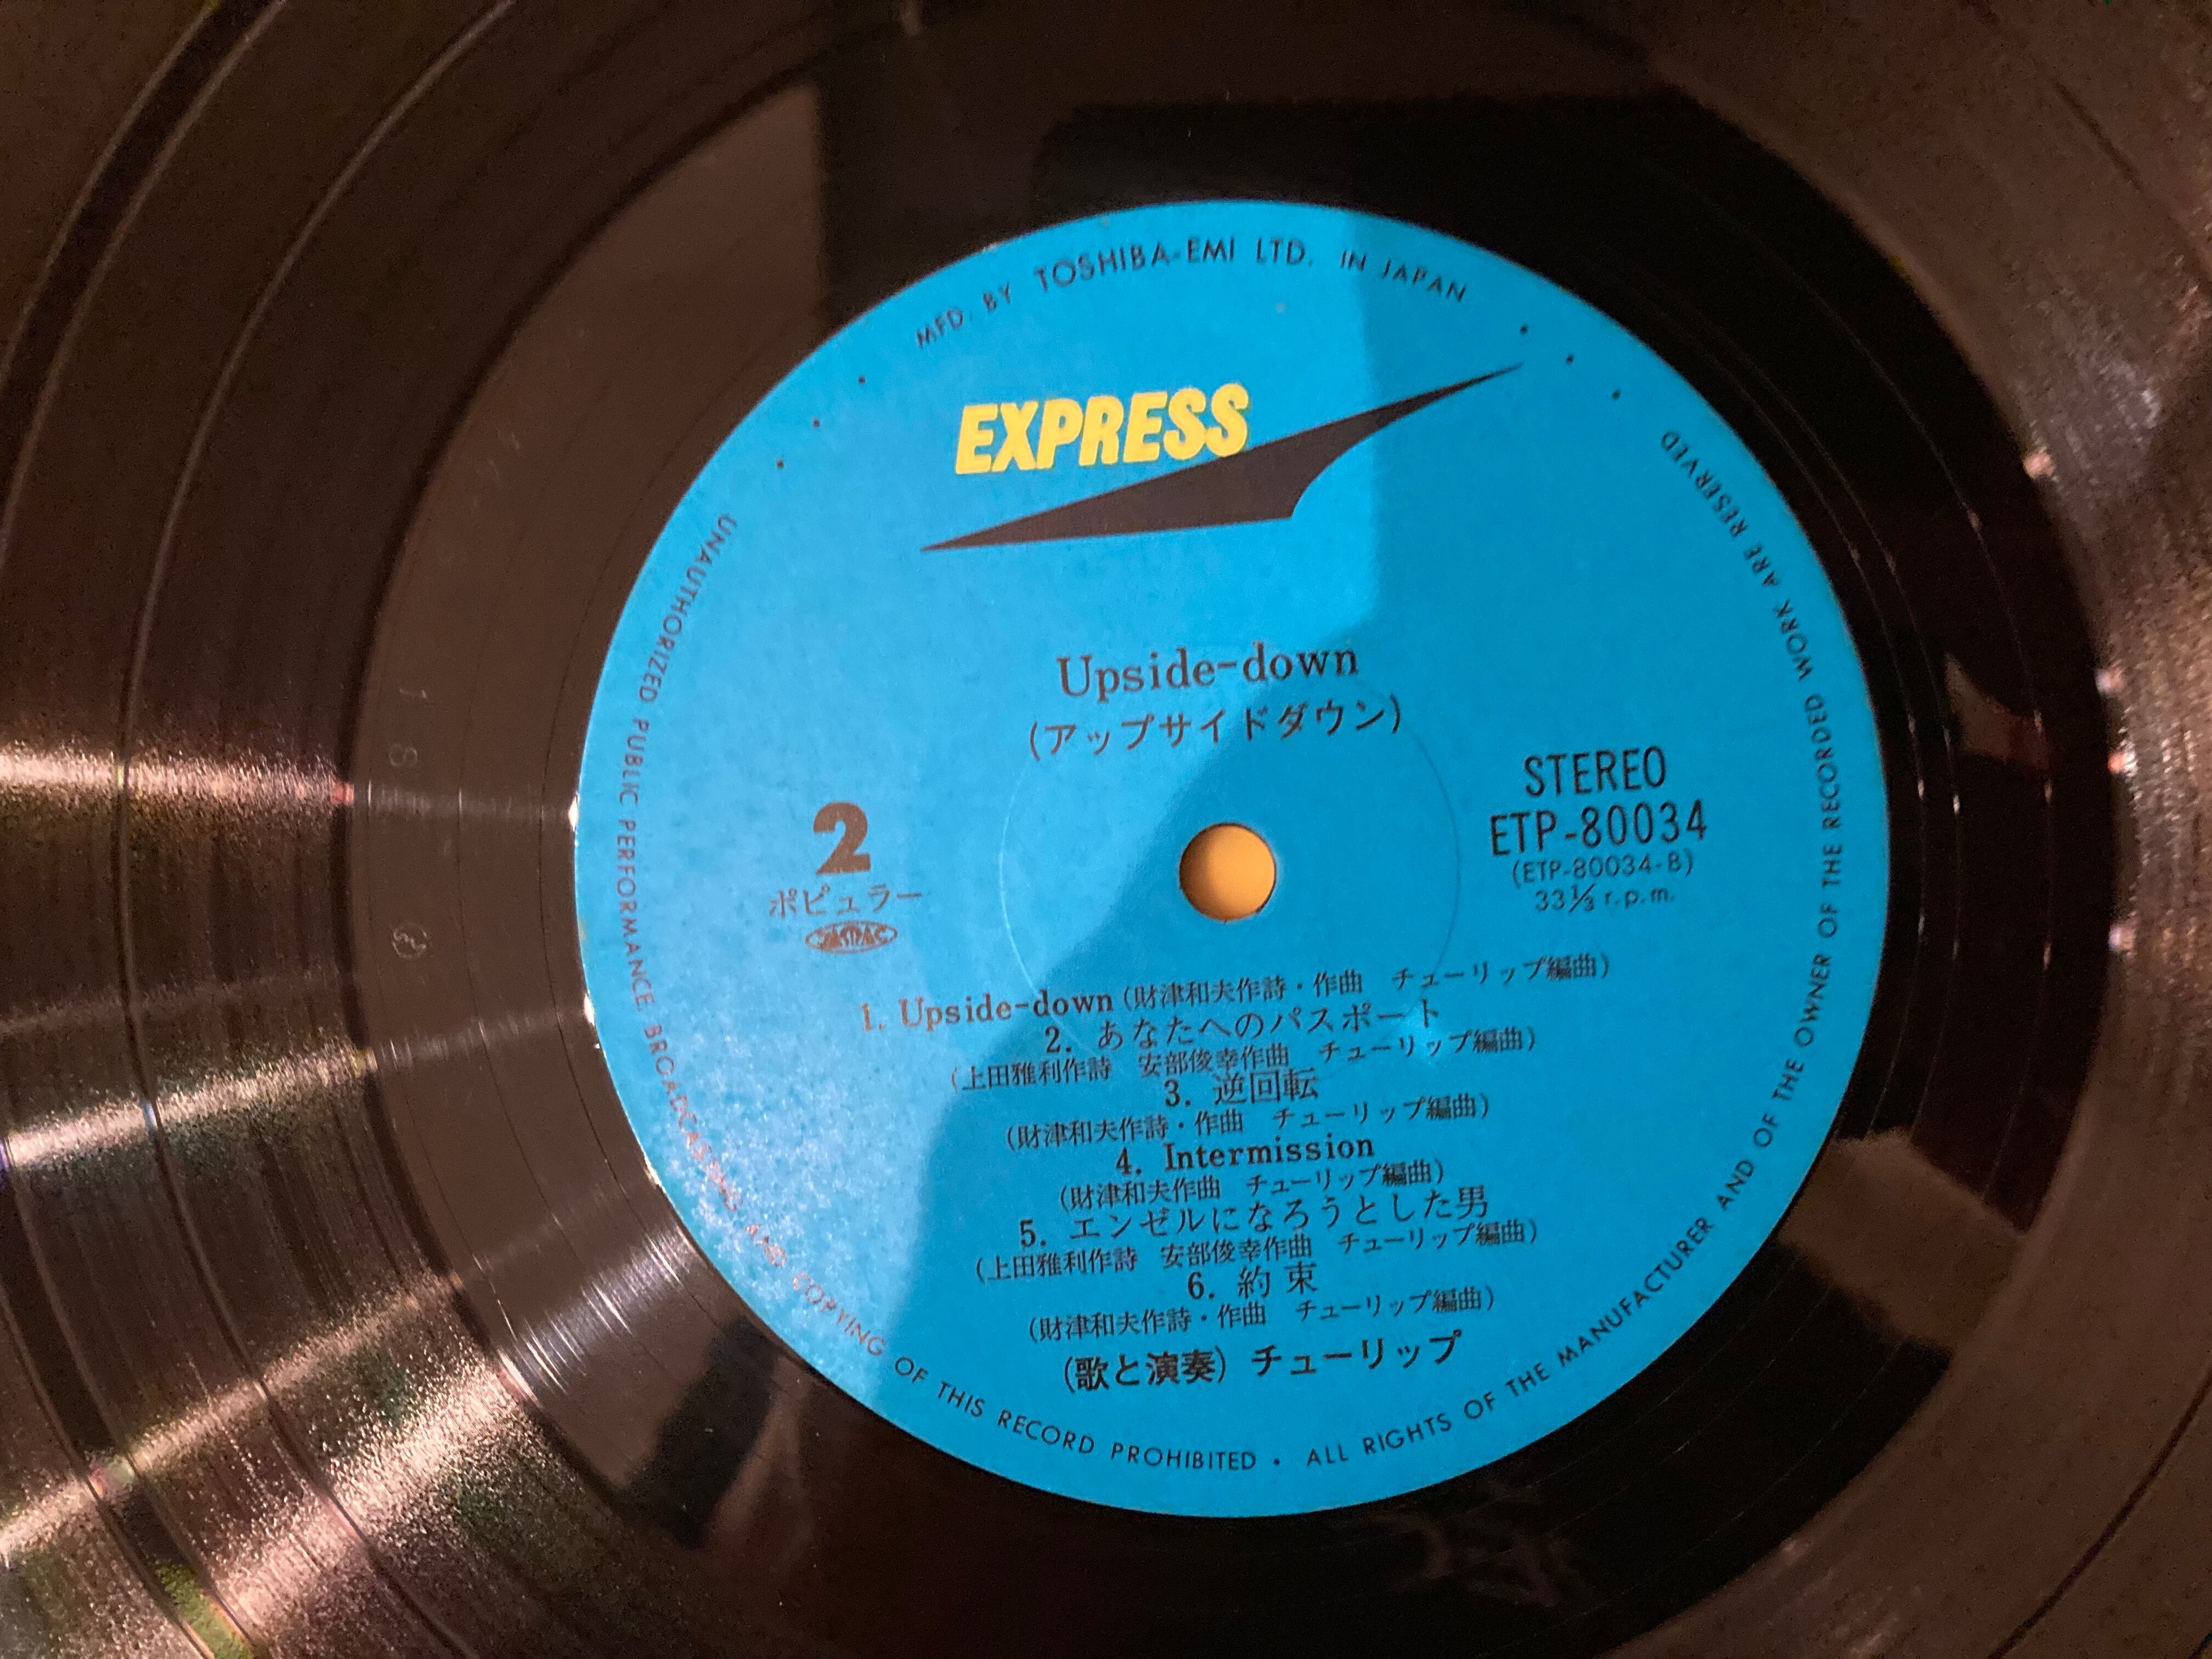 MFD. BY TOSHIBA-EMI LTD. IN JAPAN
EXPRESS
Upside-down
(アップサイドダウン)
2
ポピュラー
JASRAC
STEREO
ETP-80034
(ETP-80034-B)
33⅓ r.p.m.
1. Upside-down (財津和夫作詩・作曲 チューリップ編曲)
2. あなたへのパスポート
(上田雅利作詩 安部俊幸作曲 チューリップ編曲)
3. 逆回転
(財津和夫作詩・作曲 チューリップ編曲)
4. Intermission
(財津和夫作曲 チューリップ編曲)
5. エンゼルになろうとした男
(上田雅利作詩 安部俊幸作曲 チューリップ編曲)
6. 約束
(財津和夫作詩・作曲 チューリップ編曲)
(歌と演奏) チューリップ
UNAUTHORIZED PUBLIC PERFORMANCE BROADCASTING AND COPYING OF THIS RECORD PROHIBITED • ALL RIGHTS OF THE MANUFACTURER AND OF THE OWNER OF THE RECORDED WORK ARE RESERVED